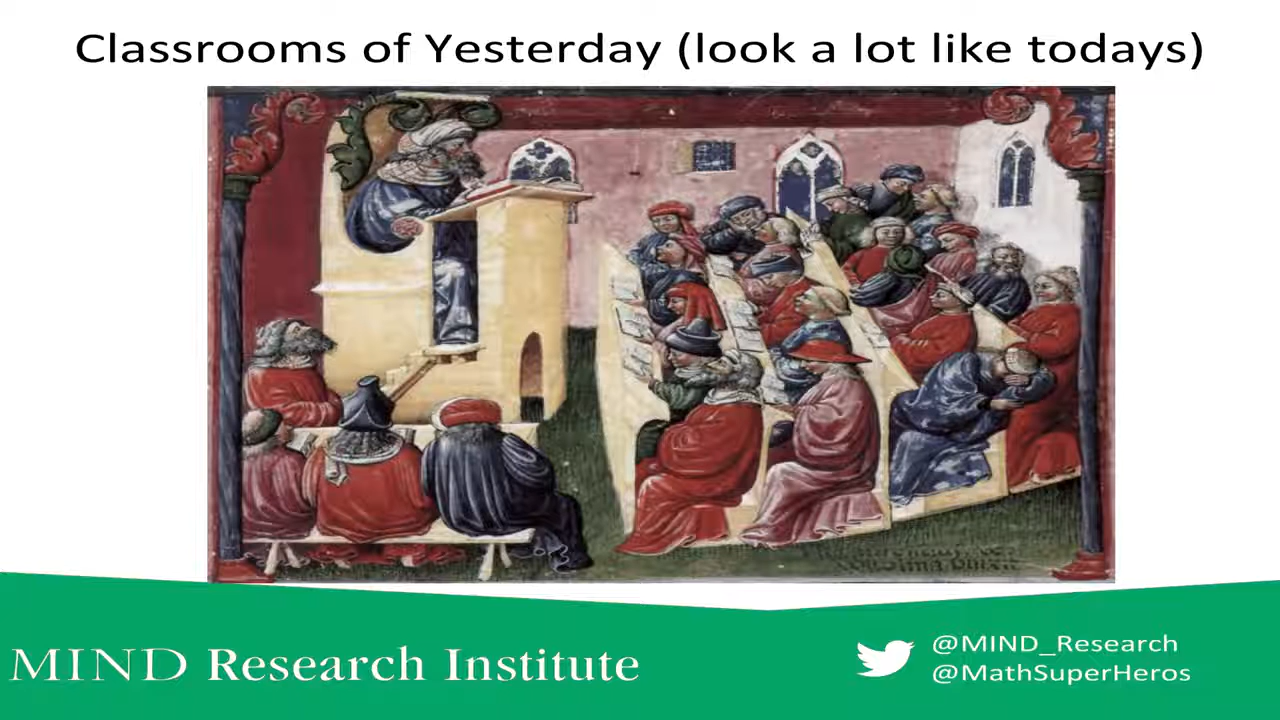 Classrooms of Yesterday (look a lot like todays)
MIND Research Institute
@MIND_Research
@MathSuperHeros